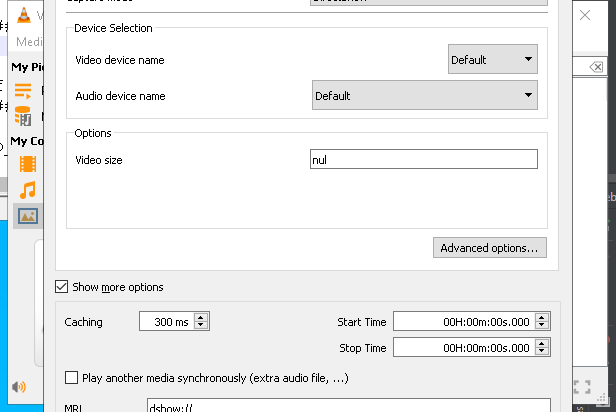 Device Selection
Video device name
Default
Audio device name
Default
Options
Video size
nul
Advanced options...
Show more options
Caching
300 ms
Start Time
00H:00m:00s.000
Stop Time
00H:00m:00s.000
Play another media synchronously (extra audio file, ...)
MRL
dshow://
Medi
My Pi
My Co